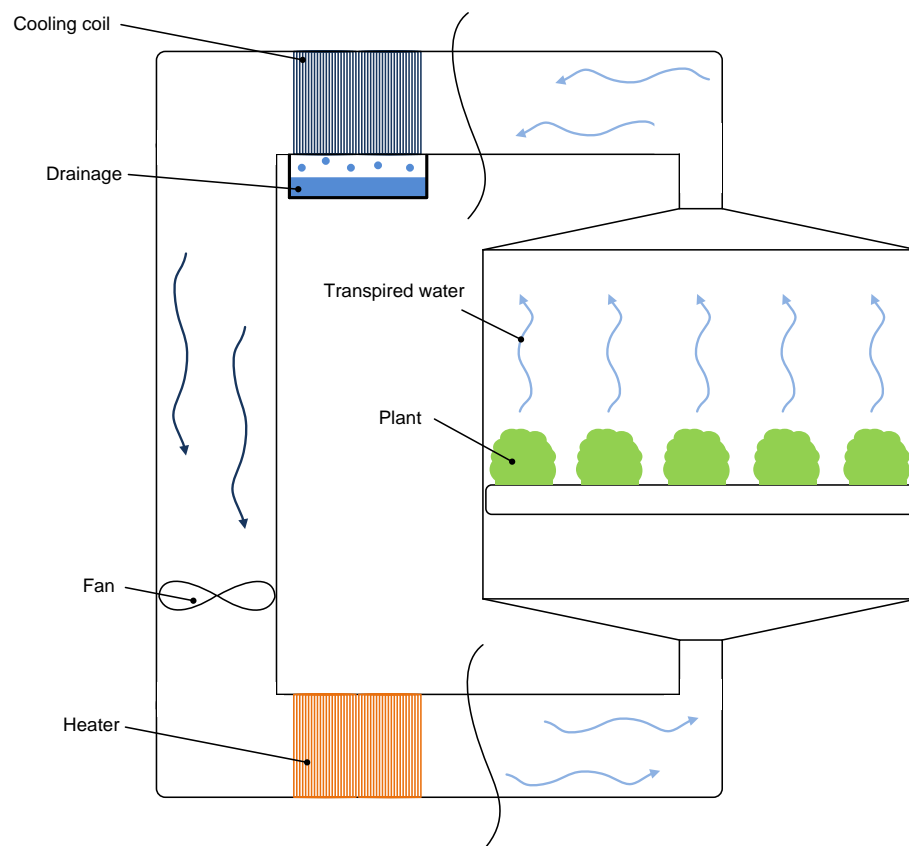 Cooling coil
Drainage
Transpired water
Plant
Fan
Heater